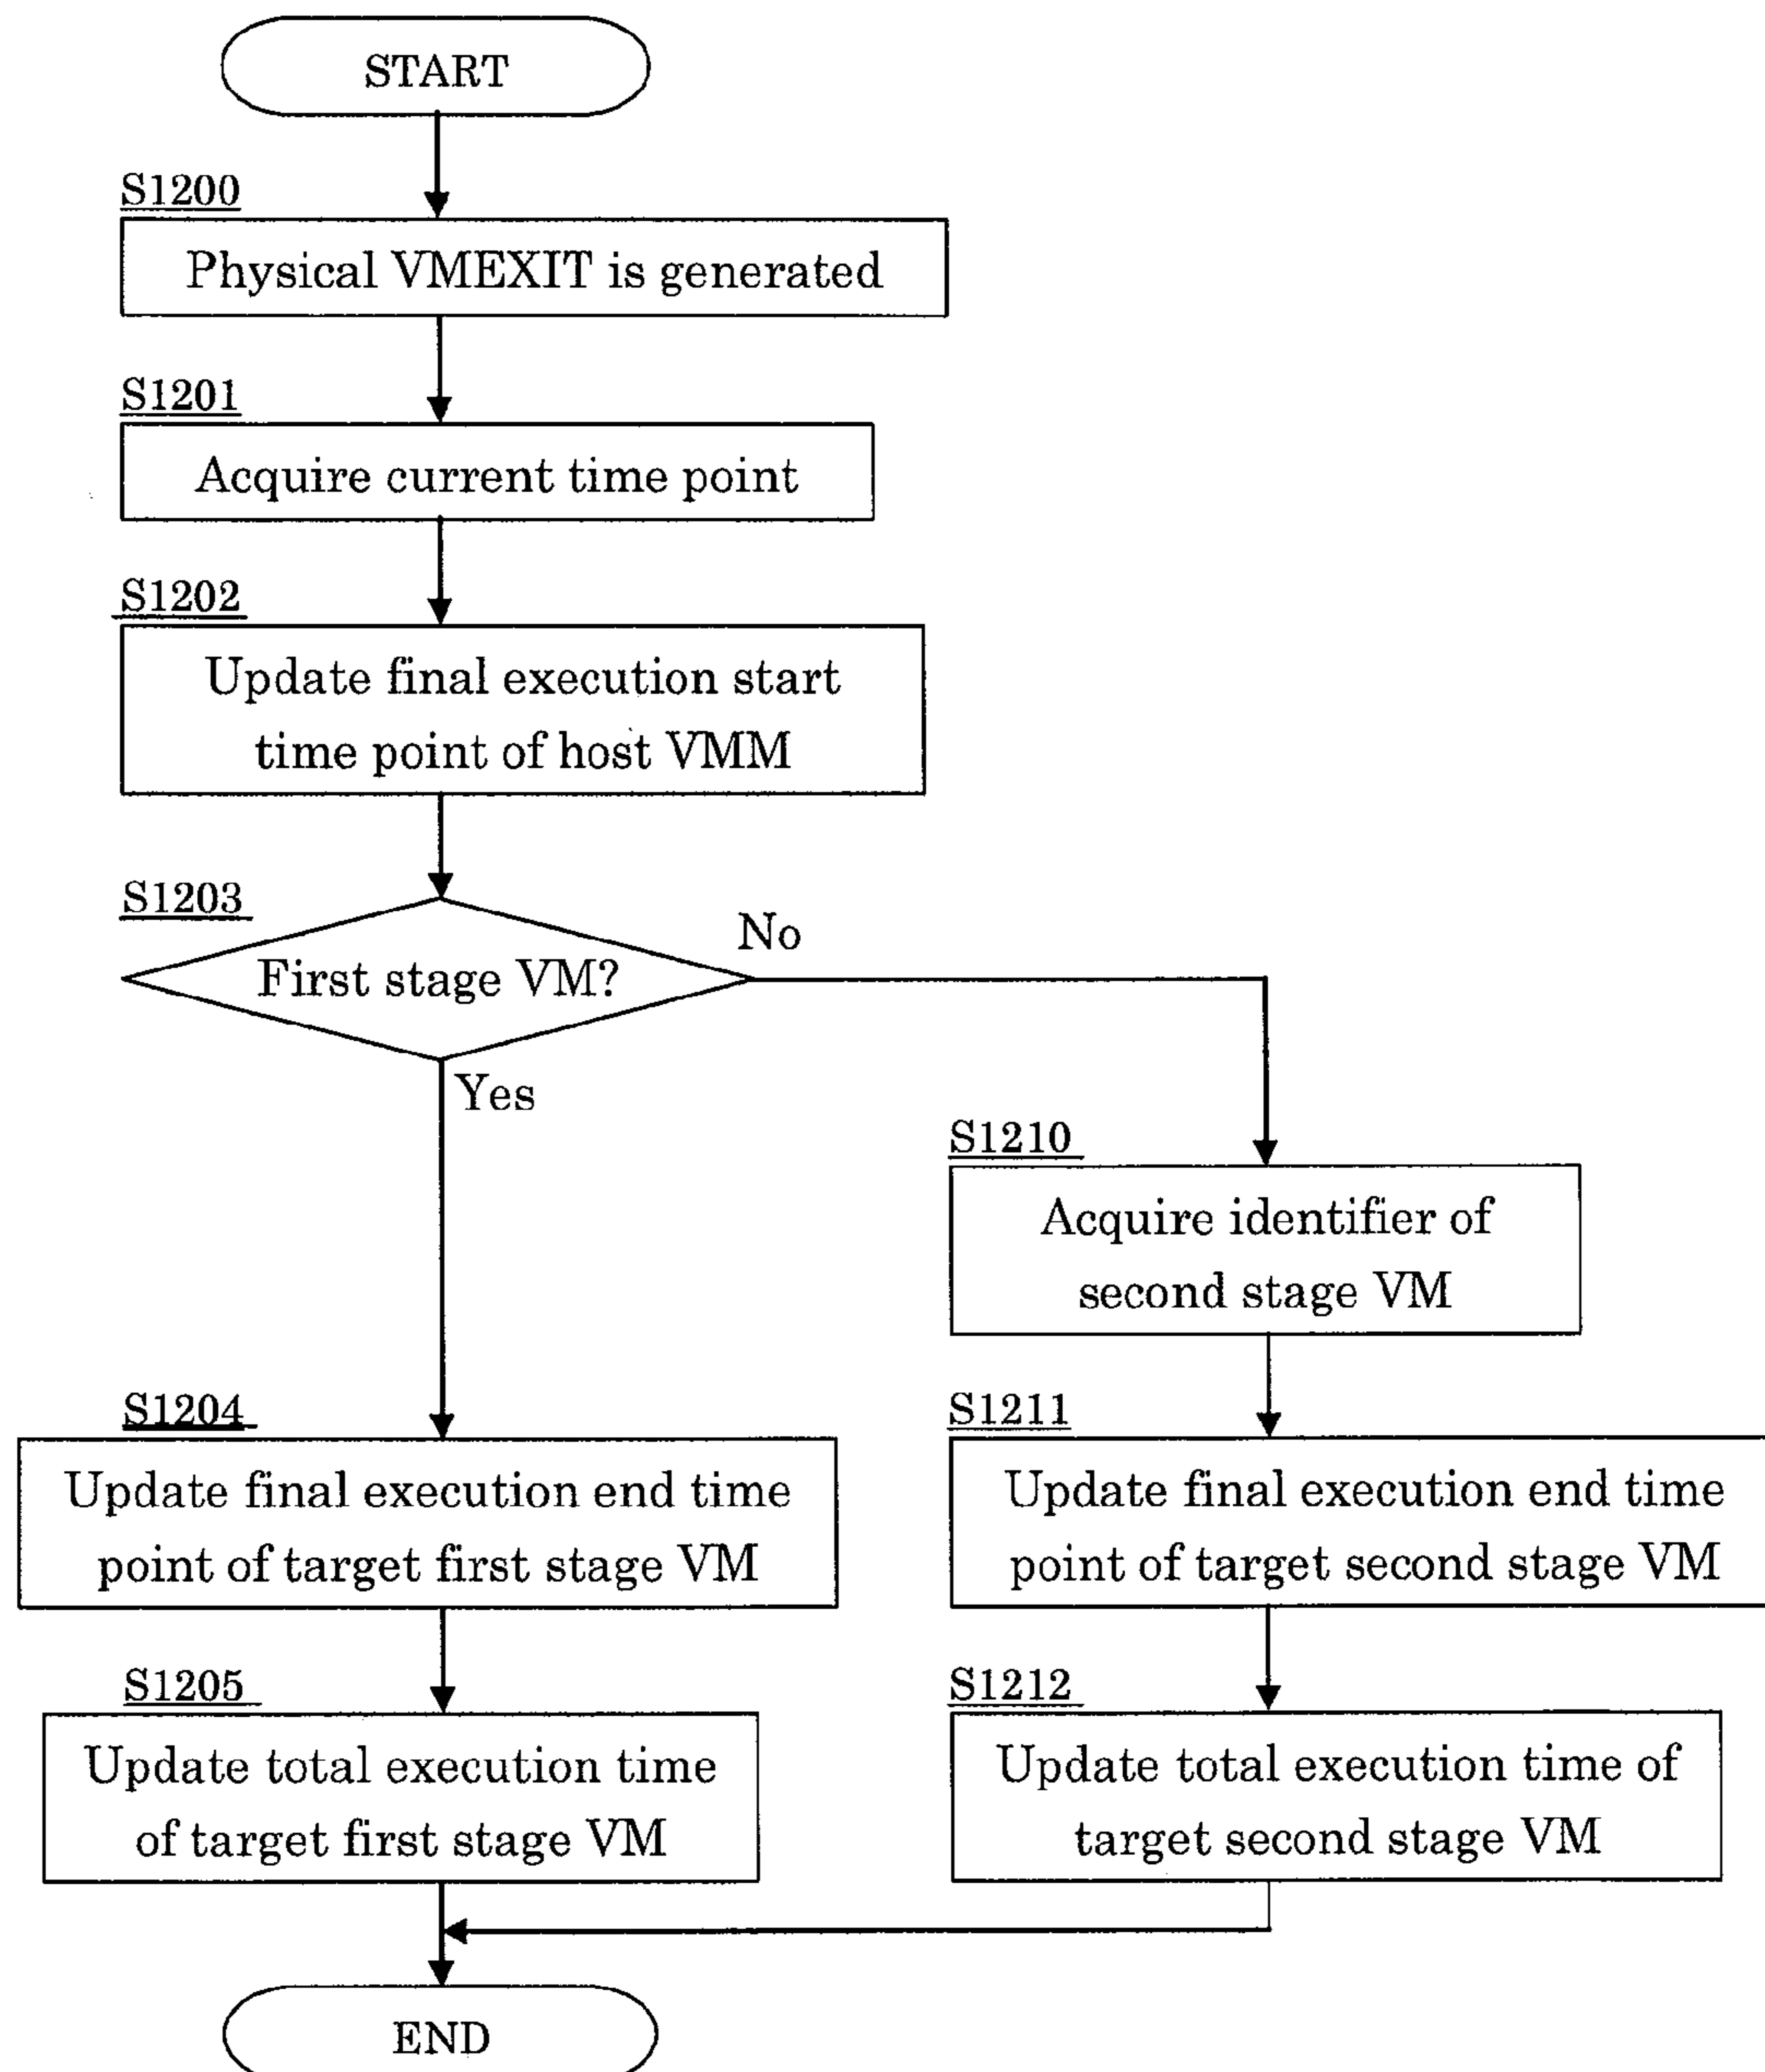 START
S1200
Physical VMEXIT is generated
S1201
Acquire current time point
S1202
Update final execution start
time point of host VMM
S1203
First stage VM?
No
Yes
S1210
Acquire identifier of
second stage VM
S1204
Update final execution end time
point of target first stage VM
S1211
Update final execution end time
point of target second stage VM
S1205
Update total execution time
of target first stage VM
S1212
Update total execution time of
target second stage VM
END